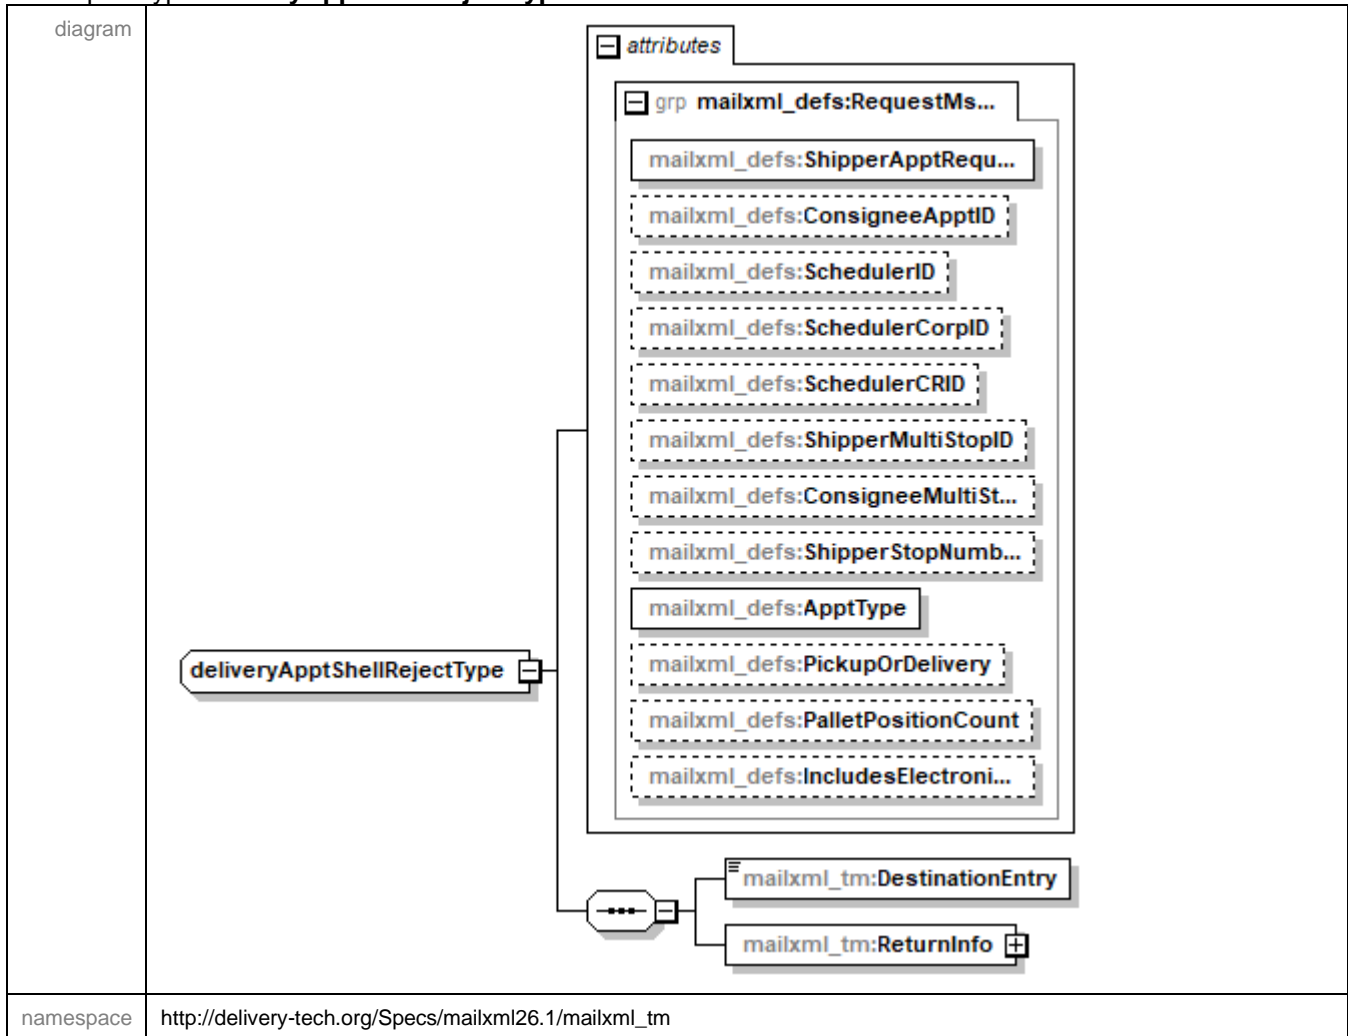 diagram
attributes
grp mailxml_defs:RequestMs...
mailxml_defs:ShipperApptRequ...
mailxml_defs:ConsigneeApptID
mailxml_defs:SchedulerID
mailxml_defs:SchedulerCorpID
mailxml_defs:SchedulerCRID
mailxml_defs:ShipperMultiStopID
mailxml_defs:ConsigneeMultiSt...
mailxml_defs:ShipperStopNumb...
mailxml_defs:ApptType
mailxml_defs:PickupOrDelivery
deliveryApptShellRejectType
mailxml_defs:PalletPositionCount
mailxml_defs:IncludesElectroni...
mailxml_tm:DestinationEntry
mailxml_tm:ReturnInfo
namespace http://delivery-tech.org/Specs/mailxml26.1/mailxml_tm